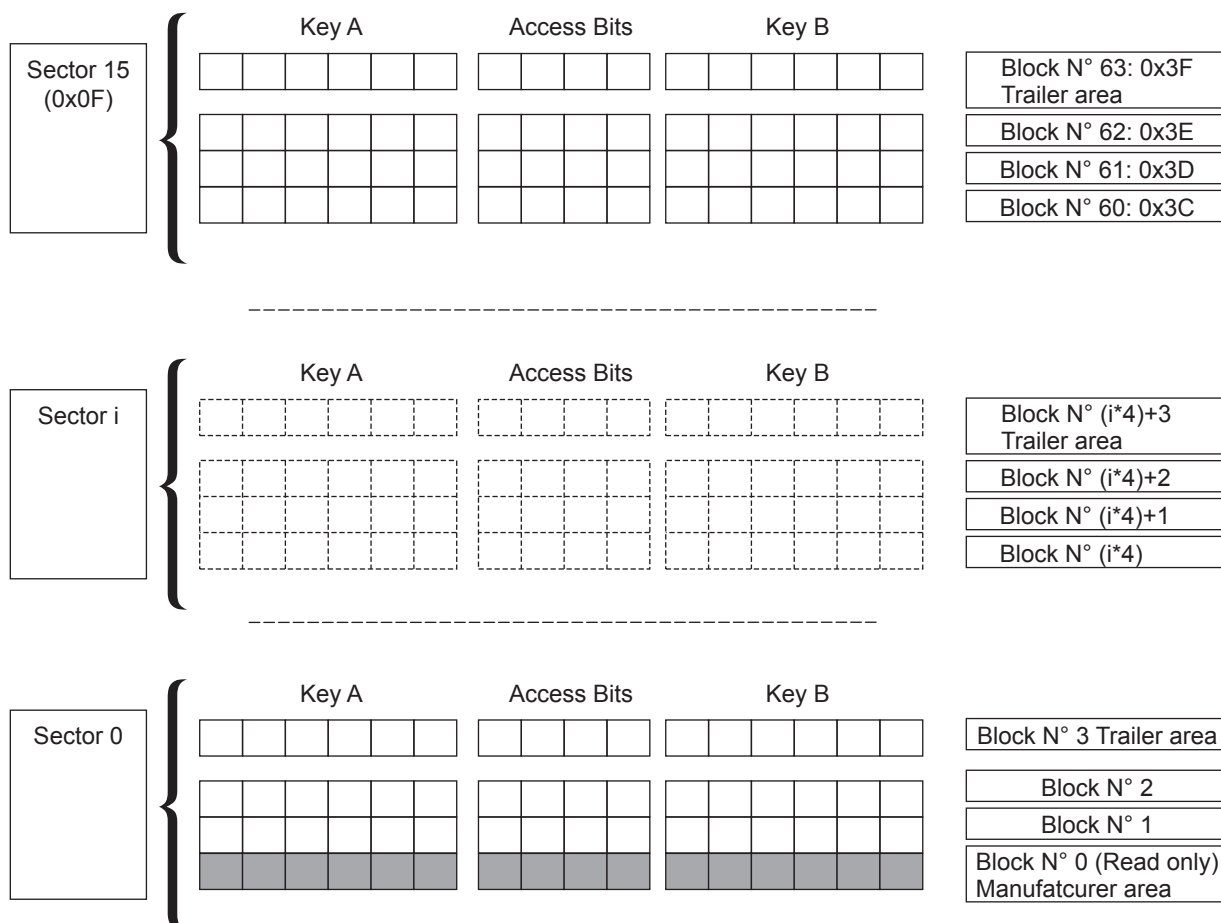 Key A Access Bits Key B
Sector 15
(0x0F)
Block N° 63: 0x3F
Trailer area
Block N° 62: 0x3E
Block N° 61: 0x3D
Block N° 60: 0x3C
Key A Access Bits Key B
Sector i
Block N° (i*4)+3
Trailer area
Block N° (i*4)+2
Block N° (i*4)+1
Block N° (i*4)
Key A Access Bits Key B
Sector 0
Block N° 3 Trailer area
Block N° 2
Block N° 1
Block N° 0 (Read only)
Manufatcurer area